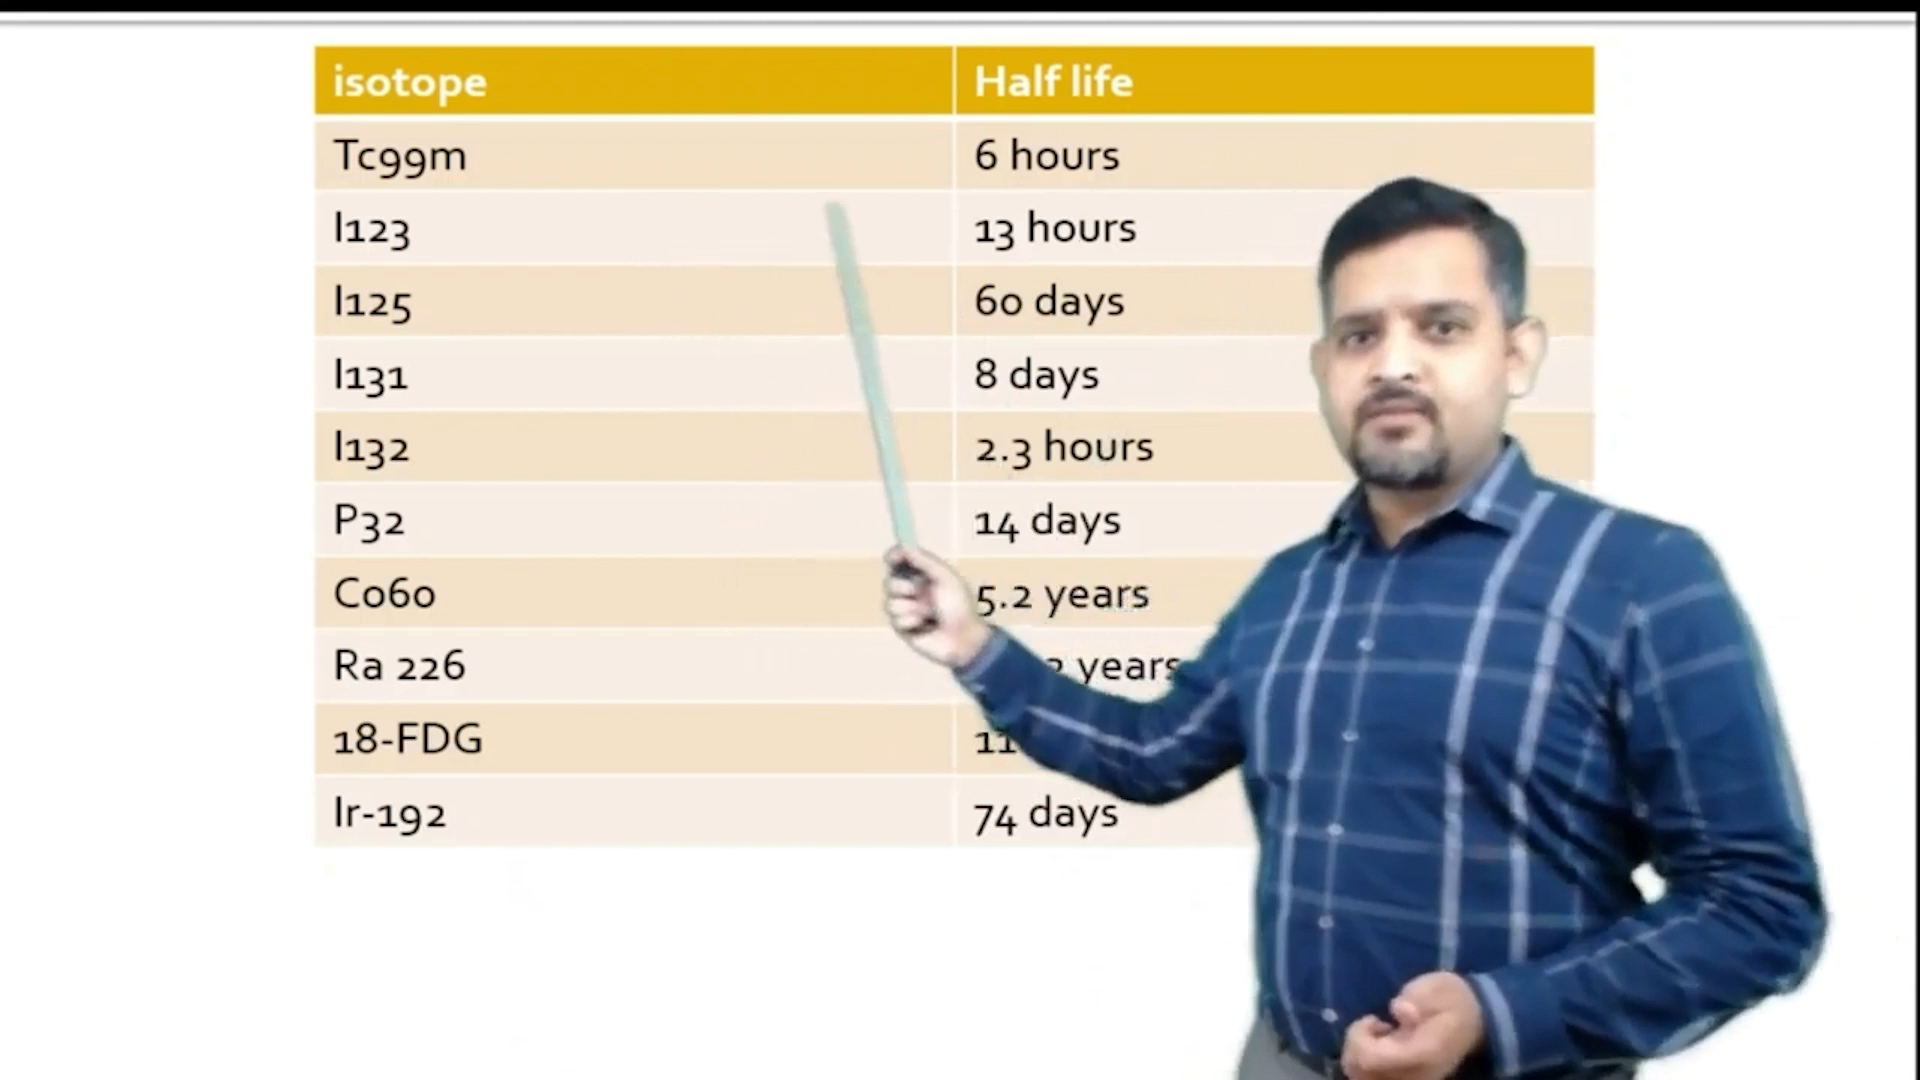 isotope Half life
Tc99m 6 hours
I123 13 hours
I125 60 days
I131 8 days
I132 2.3 hours
P32 14 days
Co60 5.2 years
Ra 226 years
18-FDG
Ir-192 74 days